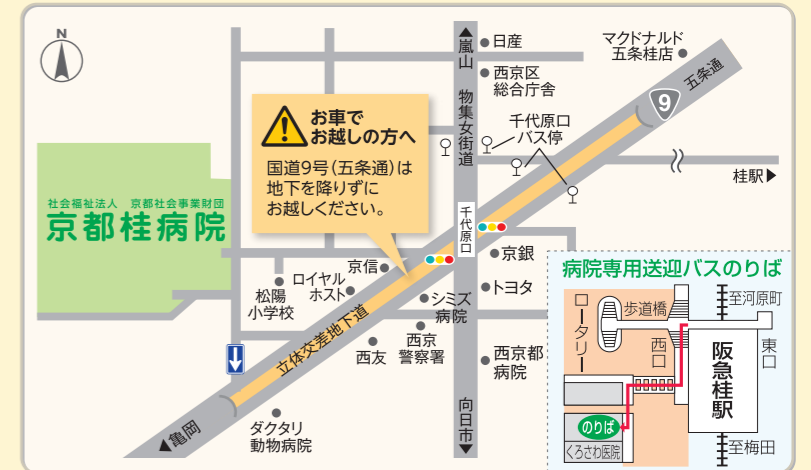 N
▲嵐山
日産
マクドナルド
五条桂店
西京区
総合庁舎
五条通
9
物集女街道
お車で
お越しの方へ
国道9号(五条通)は
地下を降りずに
お越しください。
千代原口
バス停
桂駅▶
社会福祉法人 京都社会事業財団
京都桂病院
千代原口
京信
京銀
松陽
小学校
ロイヤル
ホスト
トヨタ
シミズ
病院
立体交差地下道
西友
西京
警察署
西京都
病院
▲亀岡
ダクタリ
動物病院
向日市▼
病院専用送迎バスのりば
ロータリー
歩道橋
至河原町
西口
阪急桂駅
東口
のりば
くろさわ医院
至梅田